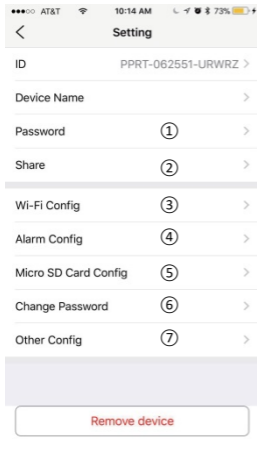 ●●●○○ AT&T 10:14 AM 73%
Setting
ID PPRT-062551-URWRZ >
Device Name >
Password ① >
Share ② >
Wi-Fi Config ③ >
Alarm Config ④ >
Micro SD Card Config ⑤ >
Change Password ⑥ >
Other Config ⑦ >
Remove device